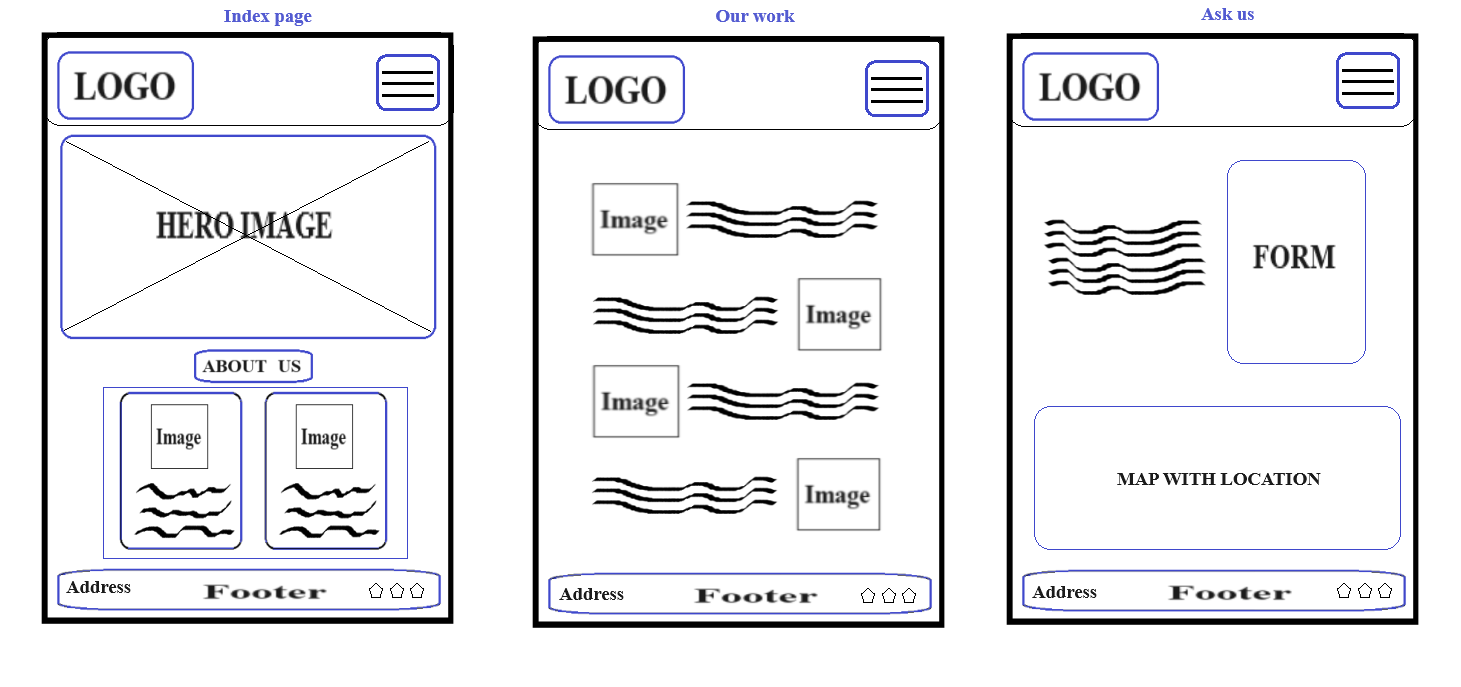 Index page
LOGO
HERO IMAGE
ABOUT US
Image
Image
Address
Footer
Our work
LOGO
Image
Image
Image
Image
Address
Footer
Ask us
LOGO
FORM
MAP WITH LOCATION
Address
Footer